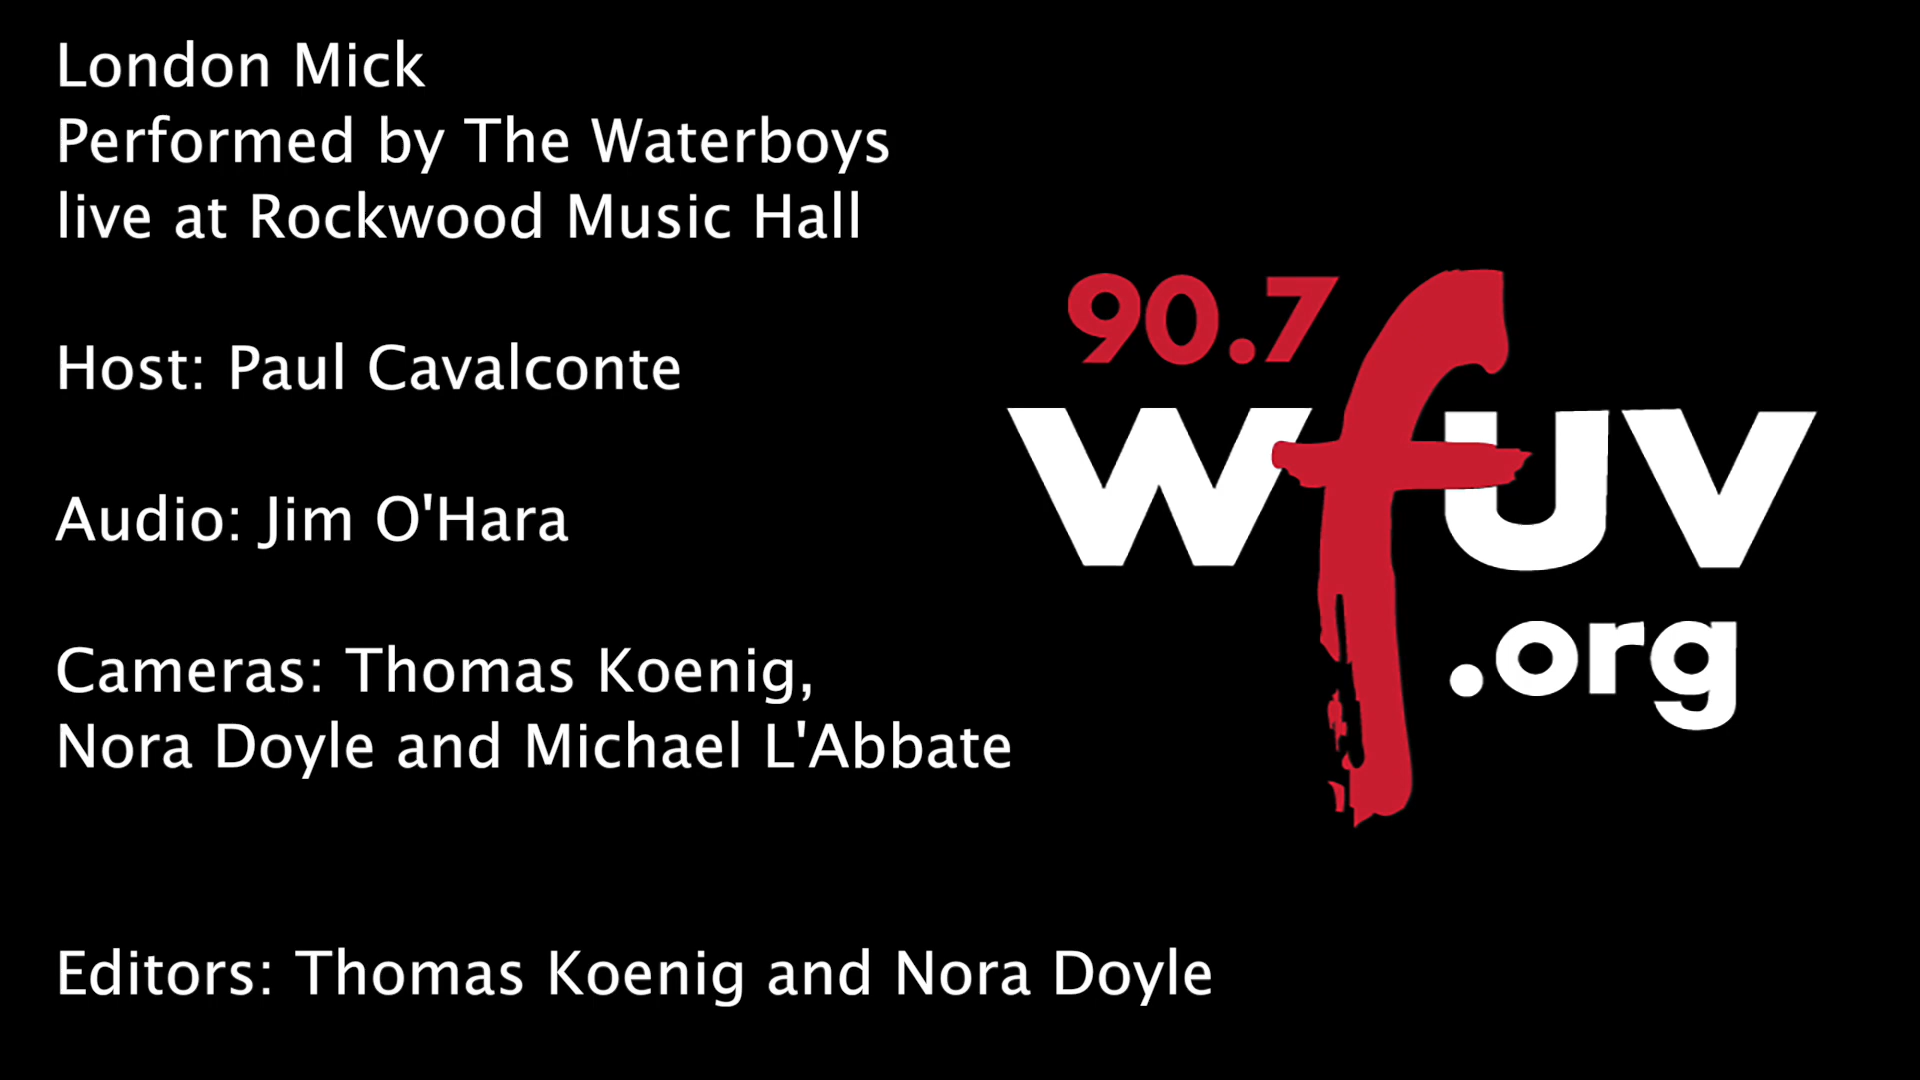 London Mick
Performed by The Waterboys
live at Rockwood Music Hall
Host: Paul Cavalconte
Audio: Jim O'Hara
Cameras: Thomas Koenig,
Nora Doyle and Michael L'Abbate
Editors: Thomas Koenig and Nora Doyle
90.7
wfuv
.org